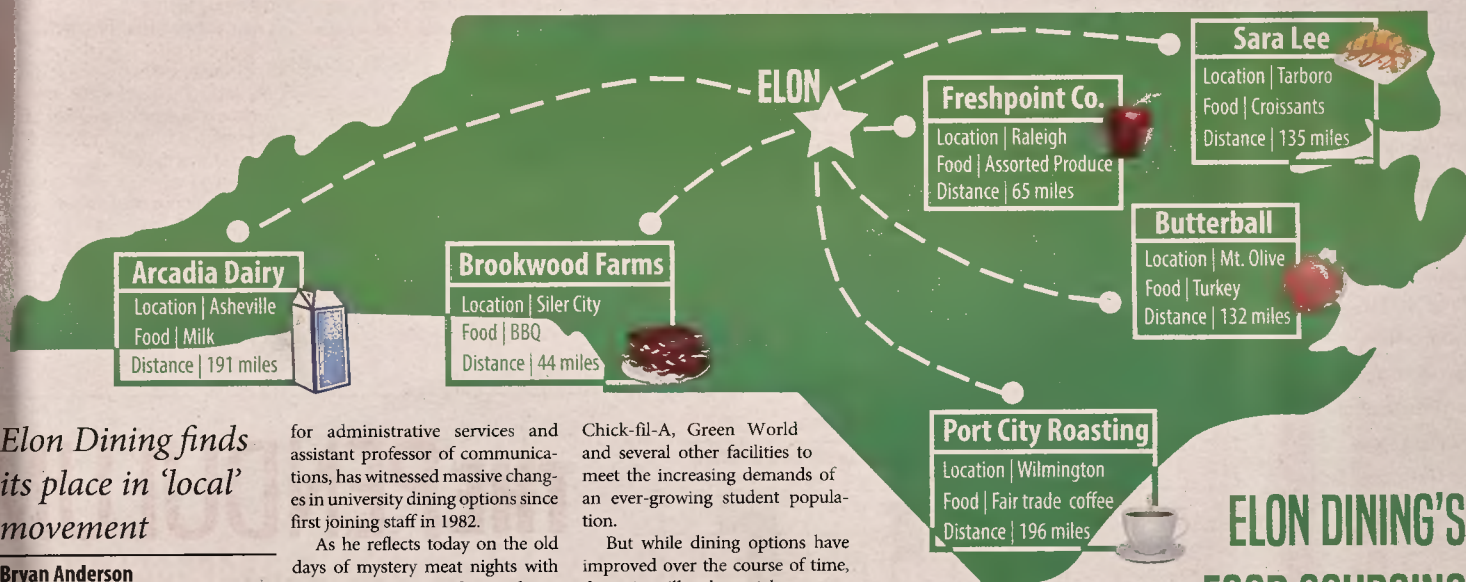 ELON
Sara Lee
Location | Tarboro
Food | Croissants
Distance | 135 miles
Freshpoint Co.
Location | Raleigh
Food | Assorted Produce
Distance | 65 miles
Butterball
Location | Mt. Olive
Food | Turkey
Distance | 132 miles
Arcadia Dairy
Location | Asheville
Food | Milk
Distance | 191 miles
Brookwood Farms
Location | Siler City
Food | BBQ
Distance | 44 miles
Port City Roasting
Location | Wilmington
Food | Fair trade coffee
Distance | 196 miles
ELON DINING'S
FOOD SOURCING
Elon Dining finds
its place in ‘local’
movement
Bryan Anderson
for administrative services and
assistant professor of communica-
tions, has witnessed massive chang-
es in university dining options since
first joining staff in 1982.
As he reflects today on the old
days of mystery meat nights with
Chick-fil-A, Green World
and several other facilities to
meet the increasing demands of
an ever-growing student popula-
tion.
But while dining options have
improved over the course of time,